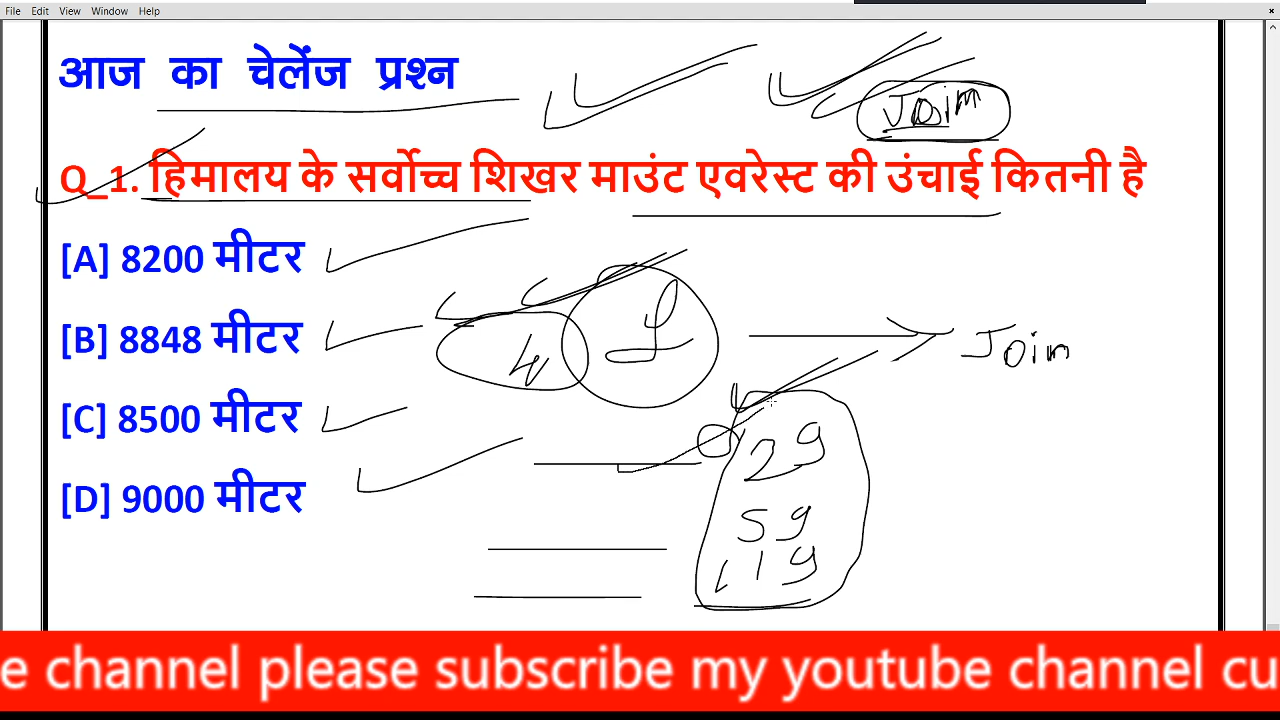 File Edit View Window Help
आज का चेलेंज प्रश्न
Join
Q_1. हिमालय के सर्वोच्च शिखर माउंट एवरेस्ट की उंचाई कितनी है
[A] 8200 मीटर
[B] 8848 मीटर
Join
[C] 8500 मीटर
29
[D] 9000 मीटर
59
119
e channel please subscribe my youtube channel cu